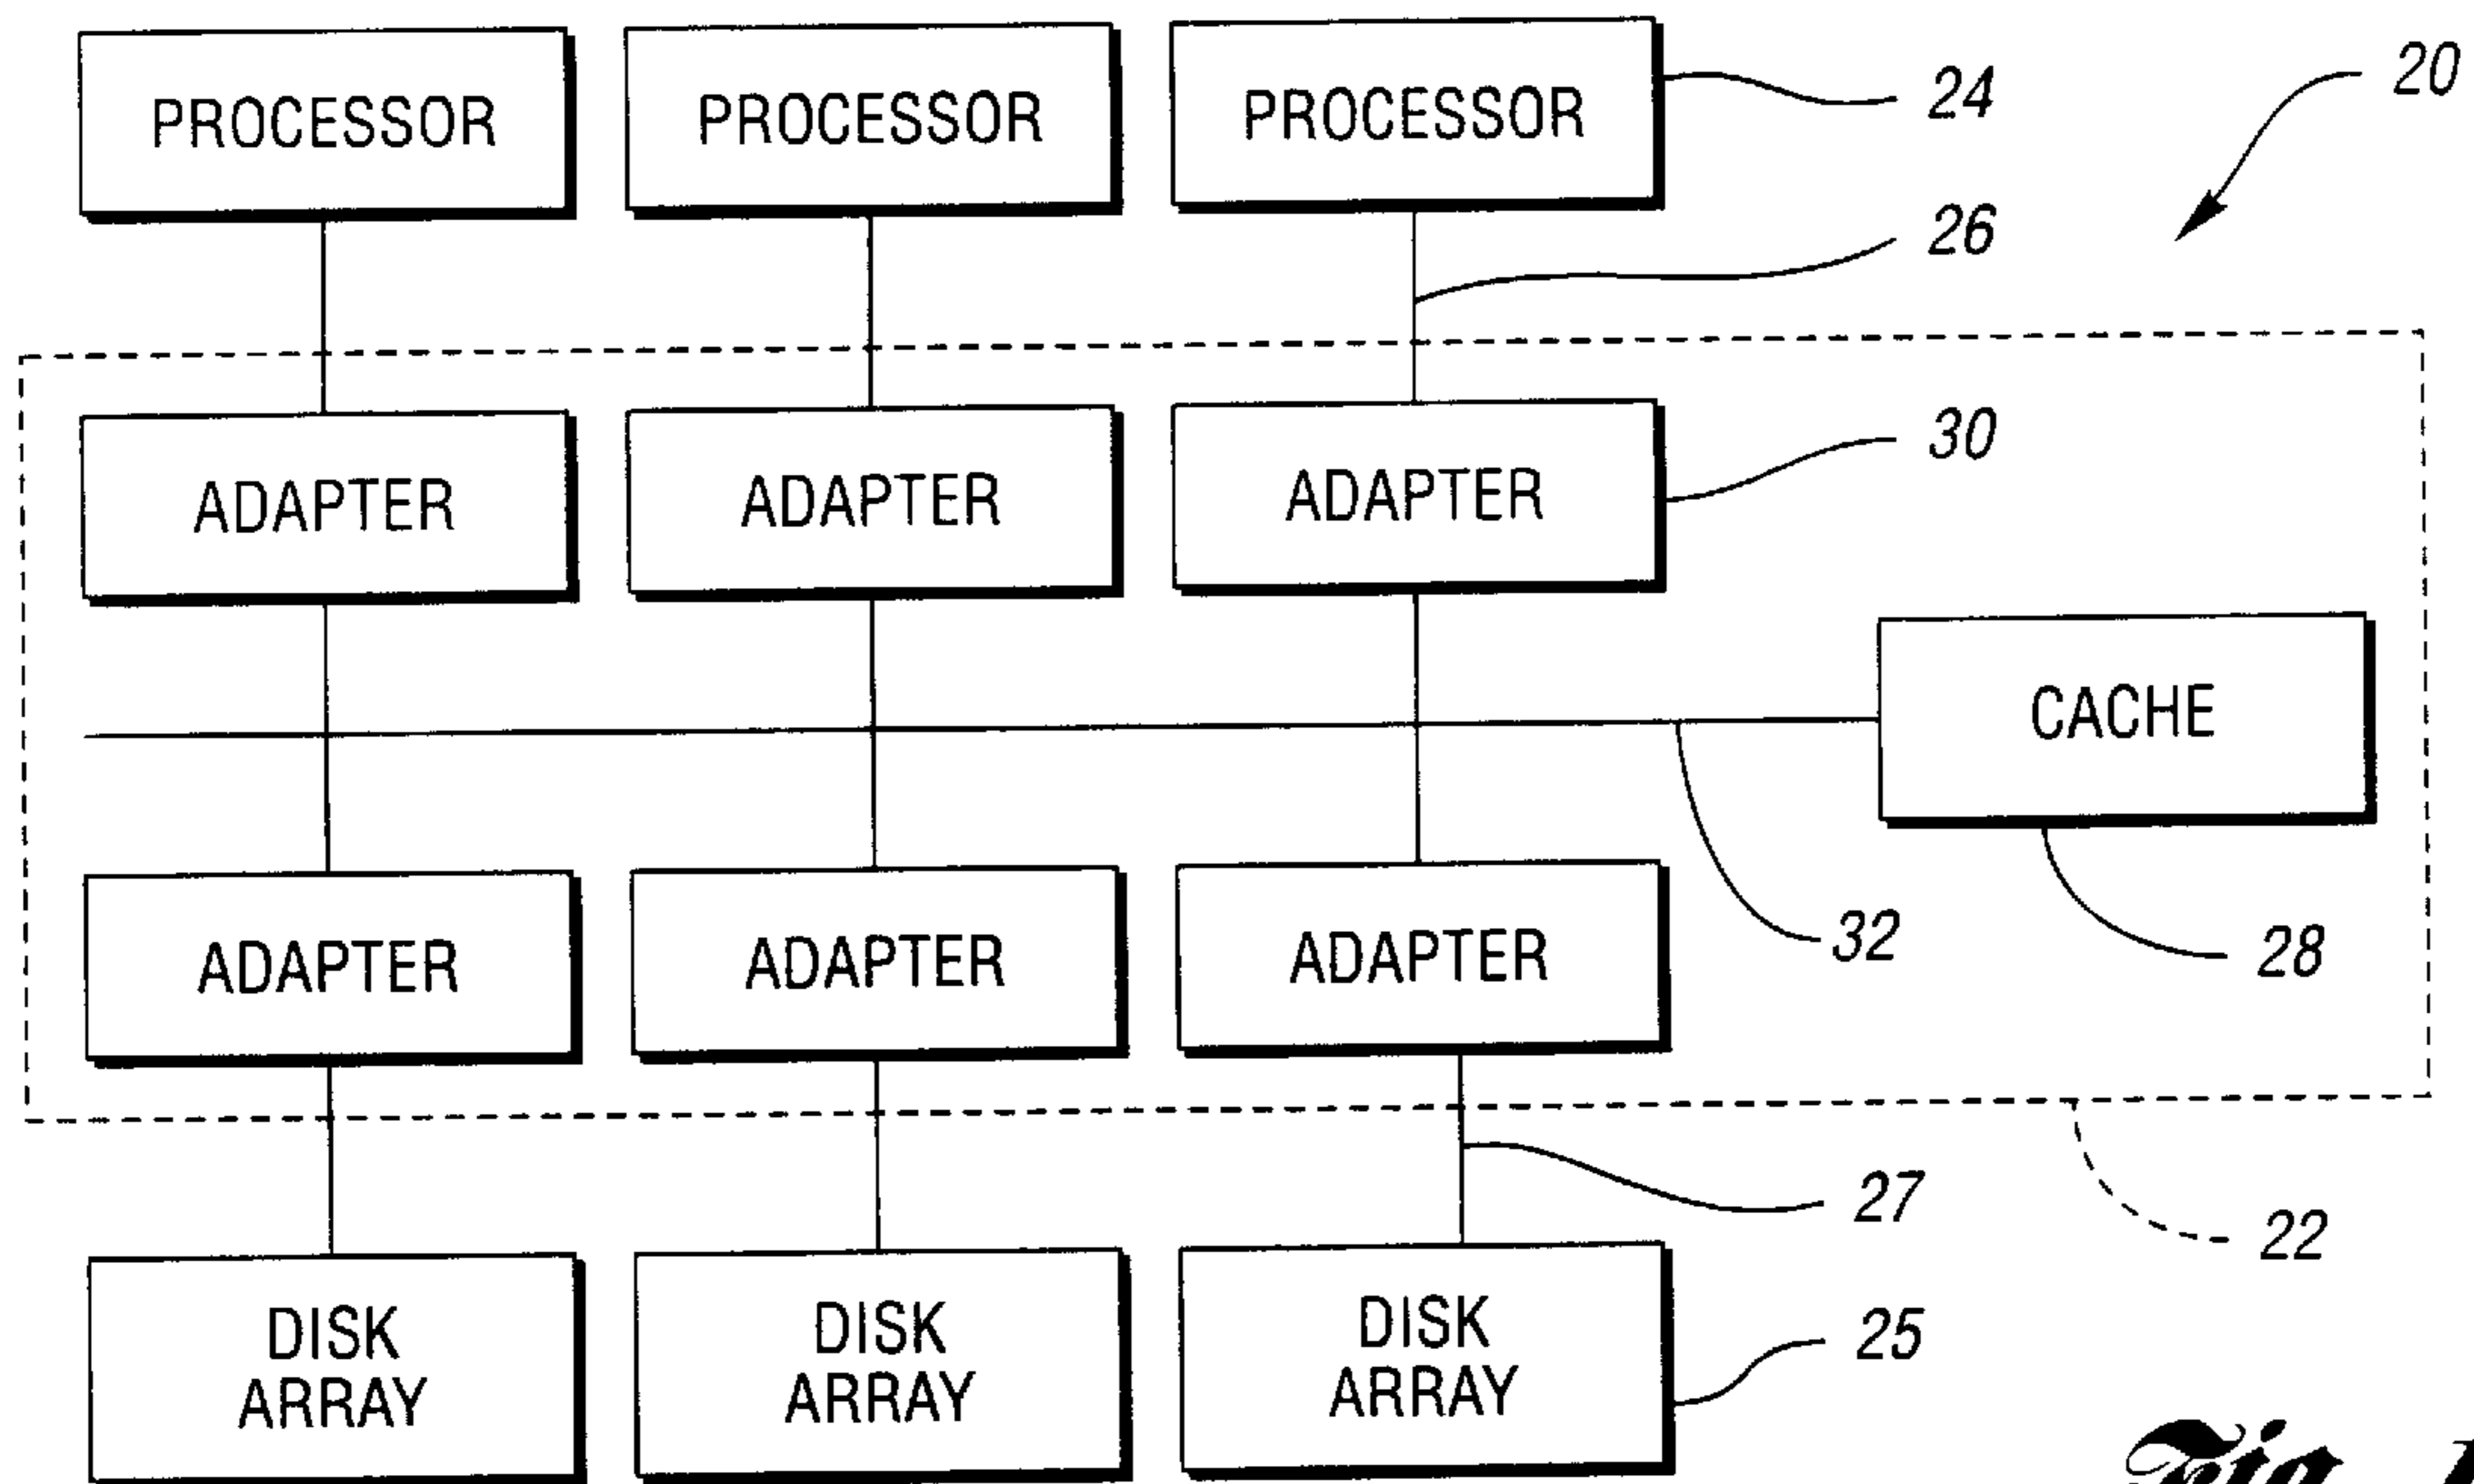 PROCESSOR PROCESSOR PROCESSOR 24 20
26
ADAPTER ADAPTER ADAPTER 30
CACHE
ADAPTER ADAPTER ADAPTER 32 28
27
22
DISK ARRAY DISK ARRAY DISK ARRAY 25
Fig.